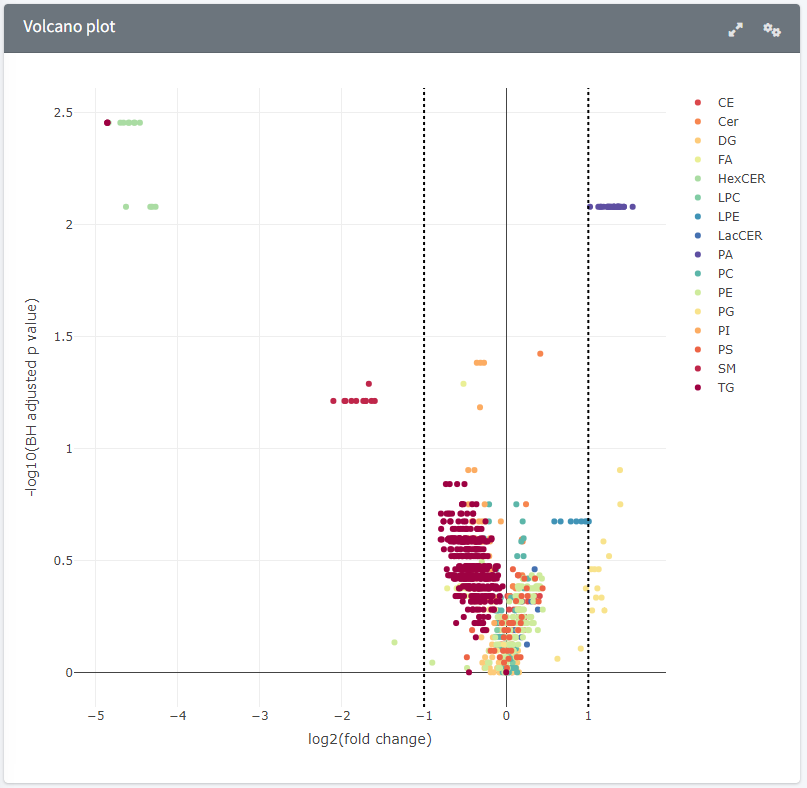 Volcano plot
2.5
2
1.5
1
0.5
0
-log10(BH adjusted p value)
−5
−4
−3
−2
−1
0
1
log2(fold change)
CE
Cer
DG
FA
HexCER
LPC
LPE
LacCER
PA
PC
PE
PG
PI
PS
SM
TG